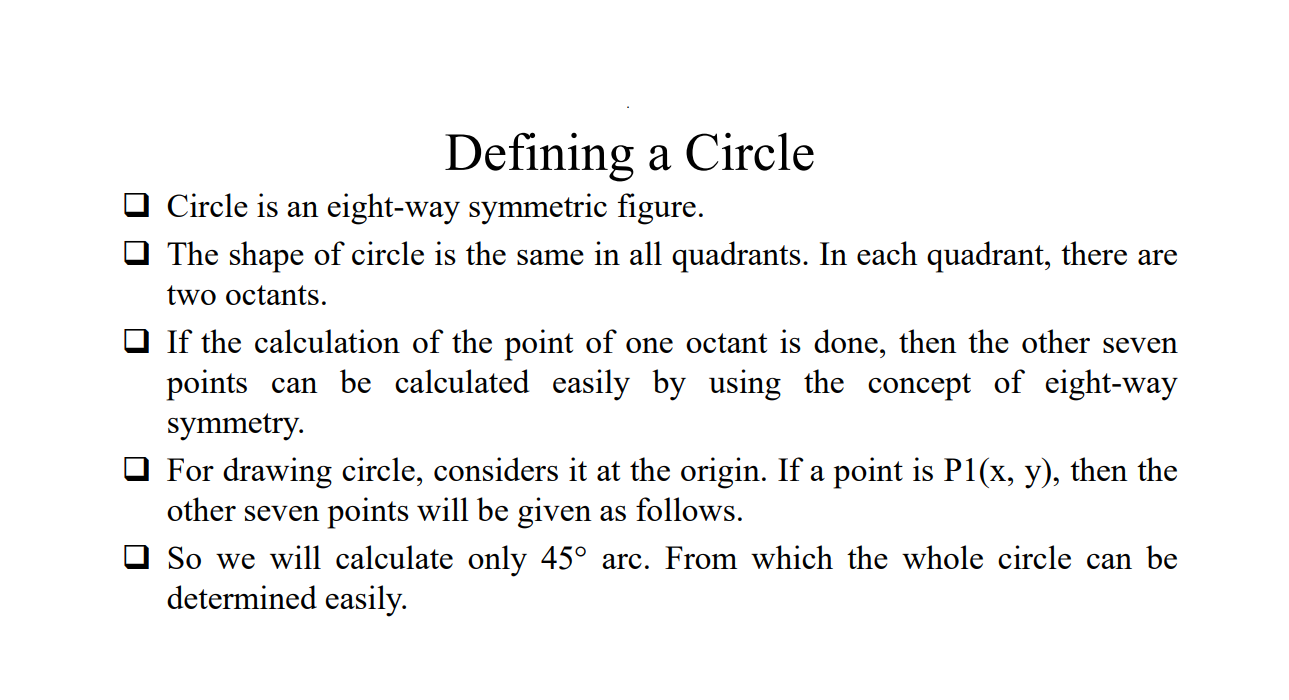 Defining a Circle
❑ Circle is an eight-way symmetric figure.
❑ The shape of circle is the same in all quadrants. In each quadrant, there are
two octants.
❑ If the calculation of the point of one octant is done, then the other seven
points can be calculated easily by using the concept of eight-way
symmetry.
❑ For drawing circle, considers it at the origin. If a point is P1(x, y), then the
other seven points will be given as follows.
❑ So we will calculate only 45° arc. From which the whole circle can be
determined easily.